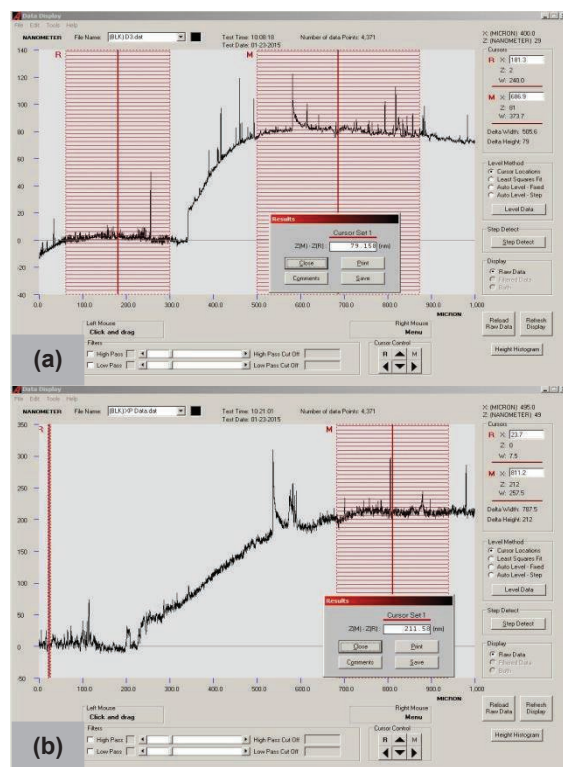 Data Display
File Edit Tools Help
NANOMETER File Name: (BLK)D3.dat Test Time: 10:08:18 Number of data Points: 4,371
Test Date: 01-23-2015
X: (MICRON) 400.0
Z: (NANOMETER) 29
Cursors
R X: 181.3
Z: 2
W: 240.0
M X: 686.9
Z: 81
W: 373.7
Delta Width: 505.6
Delta Height: 79
Level Method
Cursor Locations
Least Squares Fit
Auto Level - Fixed
Auto Level - Step
Level Data
Step Detect
Step Detect
Display
Raw Data
Filtered Data
Both
Reload Raw Data
Refresh Display
Height Histogram
R M
140
120
100
80
60
40
20
0
-20
-40
0.0 100.0 200.0 300.0 400.0 500.0 600.0 700.0 800.0 900.0 1,000
MICRON
Results
Cursor Set 1
Z(M) - Z(R) 79.158 (nm)
Close Print
Comments Save
Left Mouse
Click and drag
Right Mouse
Menu
Filters
High Pass High Pass Cut Off
Low Pass Low Pass Cut Off
Cursor Control
R M
(a)
Data Display
File Edit Tools Help
NANOMETER File Name: (BLK)XP Data.dat Test Time: 10:21:01 Number of data Points: 4,371
Test Date: 01-23-2015
X: (MICRON) 495.0
Z: (NANOMETER) 49
Cursors
R X: 23.7
Z: 0
W: 7.5
M X: 811.2
Z: 212
W: 257.5
Delta Width: 787.5
Delta Height: 212
Level Method
Cursor Locations
Least Squares Fit
Auto Level - Fixed
Auto Level - Step
Level Data
Step Detect
Step Detect
Display
Raw Data
Filtered Data
Both
Reload Raw Data
Refresh Display
Height Histogram
R M
350
300
250
200
150
100
50
0
-50
0.0 100.0 200.0 300.0 400.0 500.0 600.0 700.0 800.0 900.0 1,000
MICRON
Results
Cursor Set 1
Z(M) - Z(R) 211.58 (nm)
Close Print
Comments Save
Left Mouse
Click and drag
Right Mouse
Menu
Filters
High Pass High Pass Cut Off
Low Pass Low Pass Cut Off
Cursor Control
R M
(b)